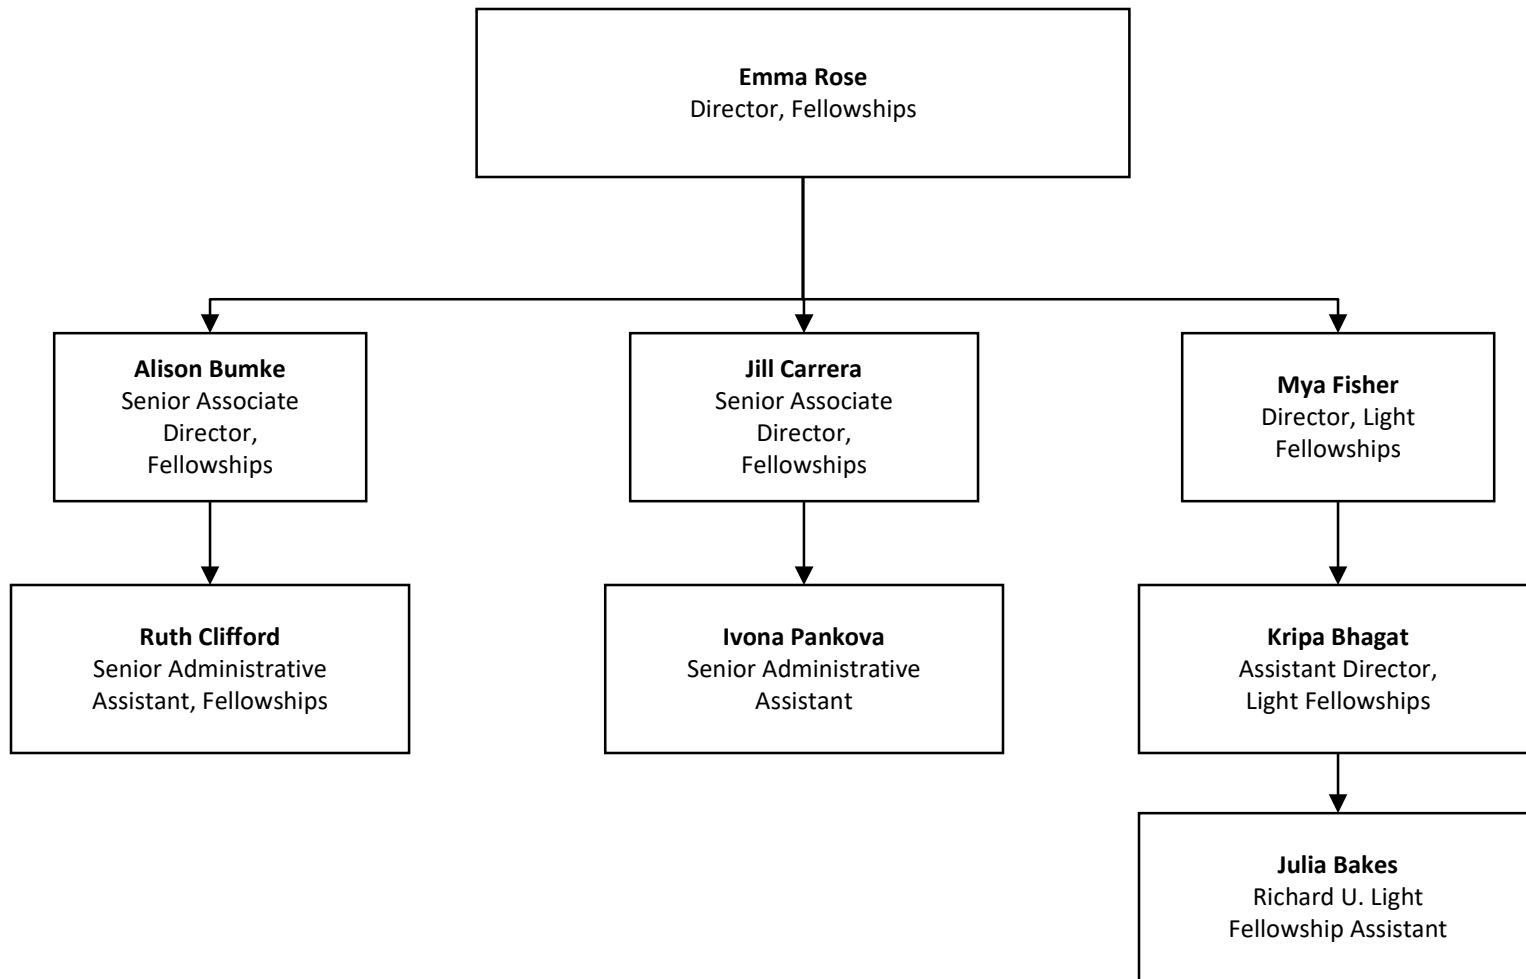 Emma Rose
Director, Fellowships
Alison Bumke
Senior Associate
Director,
Fellowships
Jill Carrera
Senior Associate
Director,
Fellowships
Mya Fisher
Director, Light
Fellowships
Ruth Clifford
Senior Administrative
Assistant, Fellowships
Ivona Pankova
Senior Administrative
Assistant
Kripa Bhagat
Assistant Director,
Light Fellowships
Julia Bakes
Richard U. Light
Fellowship Assistant